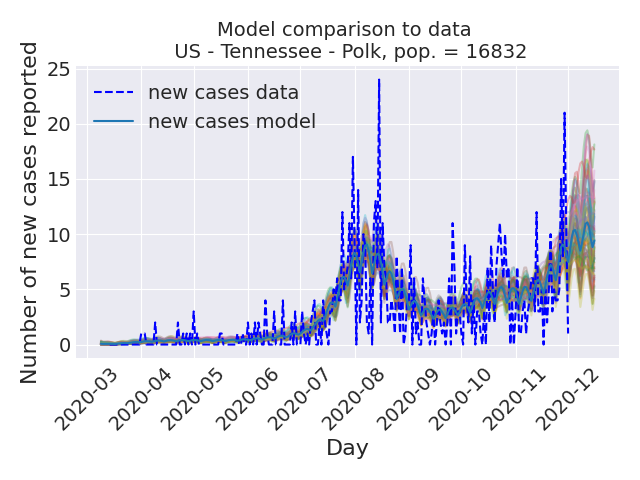 Model comparison to data
US - Tennessee - Polk, pop. = 16832
Number of new cases reported
25
20
15
10
5
0
new cases data
new cases model
2020-03
2020-04
2020-05
2020-06
2020-07
2020-08
2020-09
2020-10
2020-11
2020-12
Day